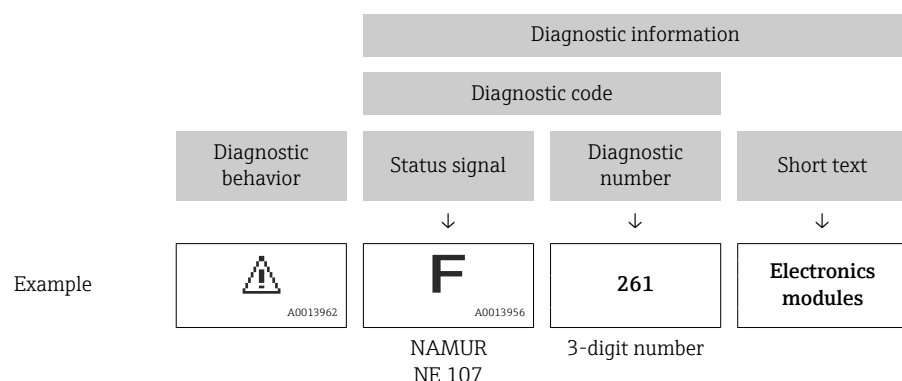 Diagnostic information
Diagnostic code
Diagnostic
behavior
Status signal
Diagnostic
number
Short text
↓
↓
↓
Example
A0013962
F
A0013956
261
Electronics
modules
NAMUR
NE 107
3-digit number